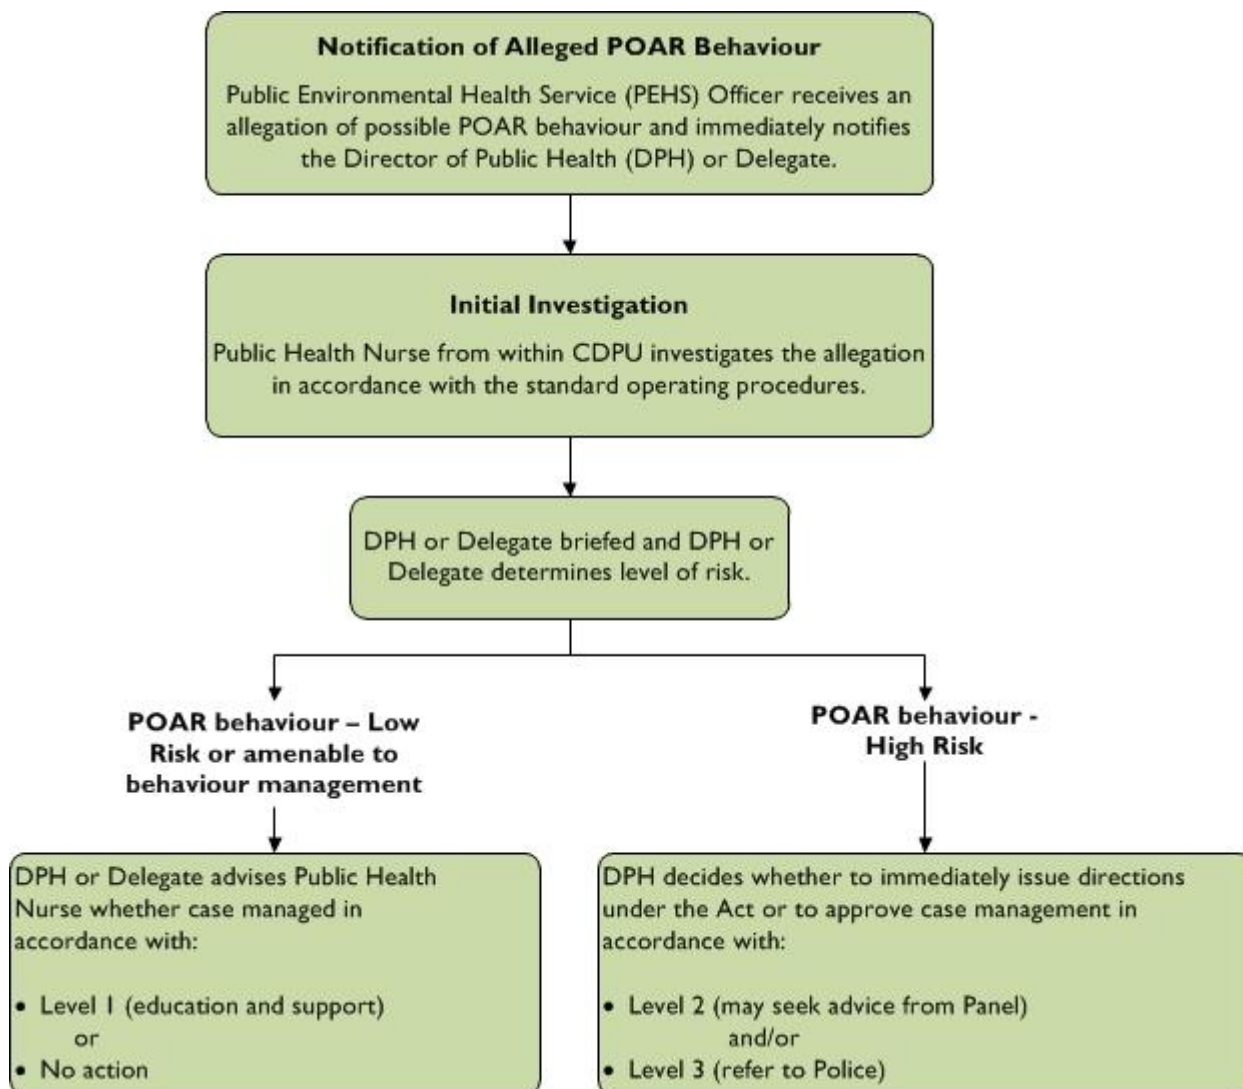 Notification of Alleged POAR Behaviour
Public Environmental Health Service (PEHS) Officer receives an
allegation of possible POAR behaviour and immediately notifies
the Director of Public Health (DPH) or Delegate.
Initial Investigation
Public Health Nurse from within CDPU investigates the allegation
in accordance with the standard operating procedures.
DPH or Delegate briefed and DPH or
Delegate determines level of risk.
POAR behaviour – Low
Risk or amenable to
behaviour management
POAR behaviour -
High Risk
DPH or Delegate advises Public Health
Nurse whether case managed in
accordance with:
• Level 1 (education and support)
or
• No action
DPH decides whether to immediately issue directions
under the Act or to approve case management in
accordance with:
• Level 2 (may seek advice from Panel)
and/or
• Level 3 (refer to Police)